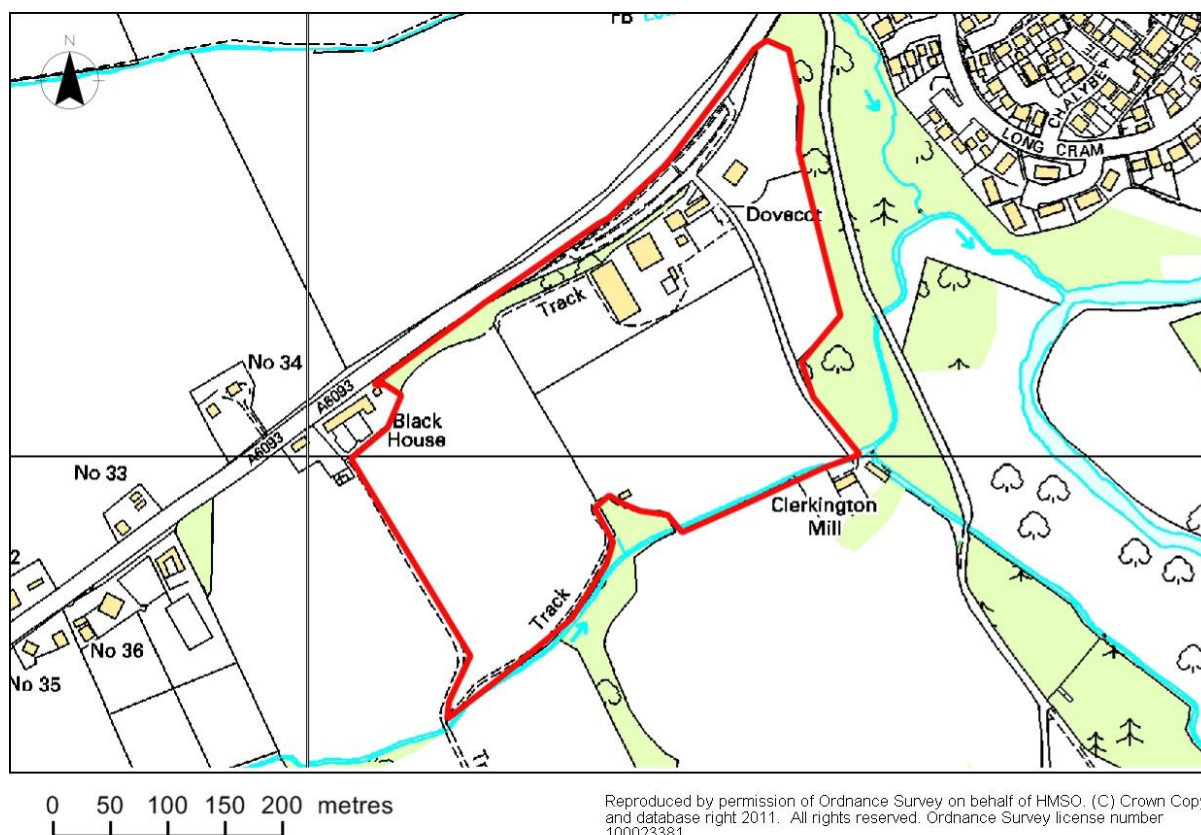 FB
N
CHALYBEATE
LONG CRAM
Dovecot
Track
No 34
A6093
Black
House
A6093
No 33
Clerkington
Mill
2
Track
No 36
No 35
0 50 100 150 200 metres
Reproduced by permission of Ordnance Survey on behalf of HMSO. (C) Crown Copy
and database right 2011. All rights reserved. Ordnance Survey license number
100023381